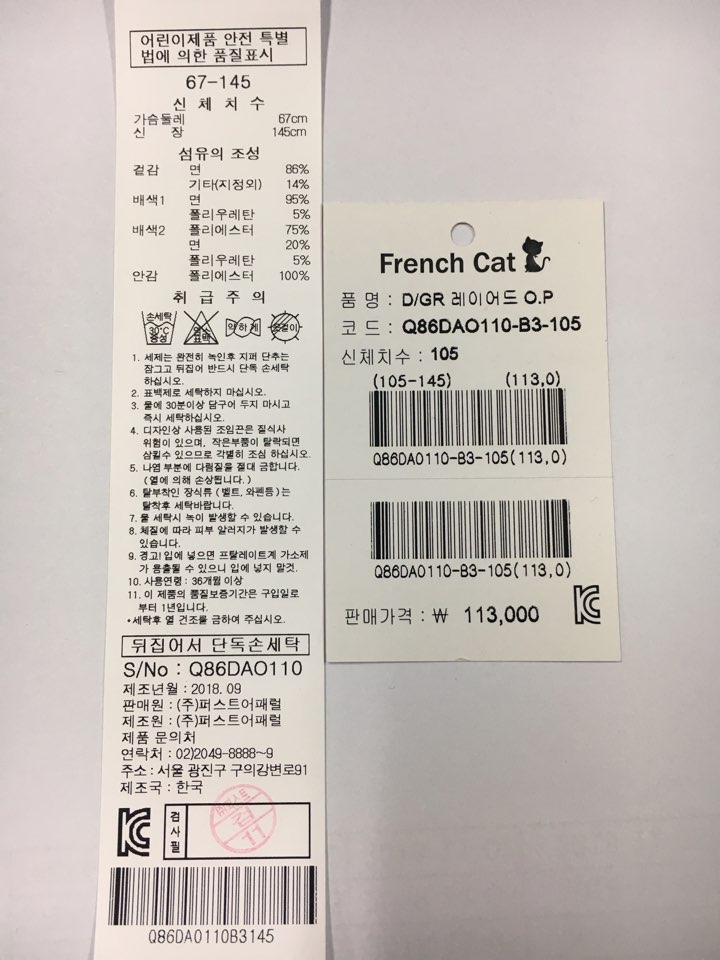 어린이제품 안전 특별
법에 의한 품질표시
67-145
신 체 치 수
가슴둘레 67cm
신 장 145cm
섬유의 조성
겉감 면 86%
기타(지정외) 14%
배색1 면 95%
폴리우레탄 5%
배색2 폴리에스터 75%
면 20%
폴리우레탄 5%
안감 폴리에스터 100%
취 급 주 의
손세탁
30°C
중성
염소
표백
약하게
옷걸이
1. 세제는 완전히 녹인후 지퍼 단추는
잠그고 뒤집어 반드시 단독 손세탁
하십시오.
2. 표백제로 세탁하지 마십시오.
3. 물에 30분이상 담구어 두지 마시고
즉시 세탁하십시오.
4. 디자인상 사용된 조임끈은 질식사
위험이 있으며, 작은부품이 탈락되면
삼킬수 있으므로 각별히 조심 하십시오.
5. 나염 부분에 다림질을 절대 금합니다.
(열에 의해 손상됩니다.)
6. 탈부착인 장식류 (벨트, 와펜등)는
탈착후 세탁바랍니다.
7. 물 세탁시 녹이 발생할 수 있습니다.
8. 체질에 따라 피부 알러지가 발생할 수
있습니다.
9. 경고! 입에 넣으면 프탈레이트계 가소제
가 용출될 수 있으니 입에 넣지 말것.
10. 사용연령 : 36개월 이상
11. 이 제품의 품질보증기간은 구입일로
부터 1년입니다.
*세탁후 열 건조를 금하여 주십시오.
뒤집어서 단독손세탁
S/No : Q86DAO110
제조년월 : 2018. 09
판매원 : (주)퍼스트어패럴
제조원 : (주)퍼스트어패럴
제품 문의처
연락처 : 02)2049-8888~9
주소 : 서울 광진구 구의강변로91
제조국 : 한국
검
사
필
검
11
Q86DAO110B3145
French Cat
품 명 : D/GR 레이어드 O.P
코 드 : Q86DAO110-B3-105
신체치수 : 105
(105-145) (113,0)
Q86DAO110-B3-105(113,0)
Q86DAO110-B3-105(113,0)
판매가격 : ₩ 113,000